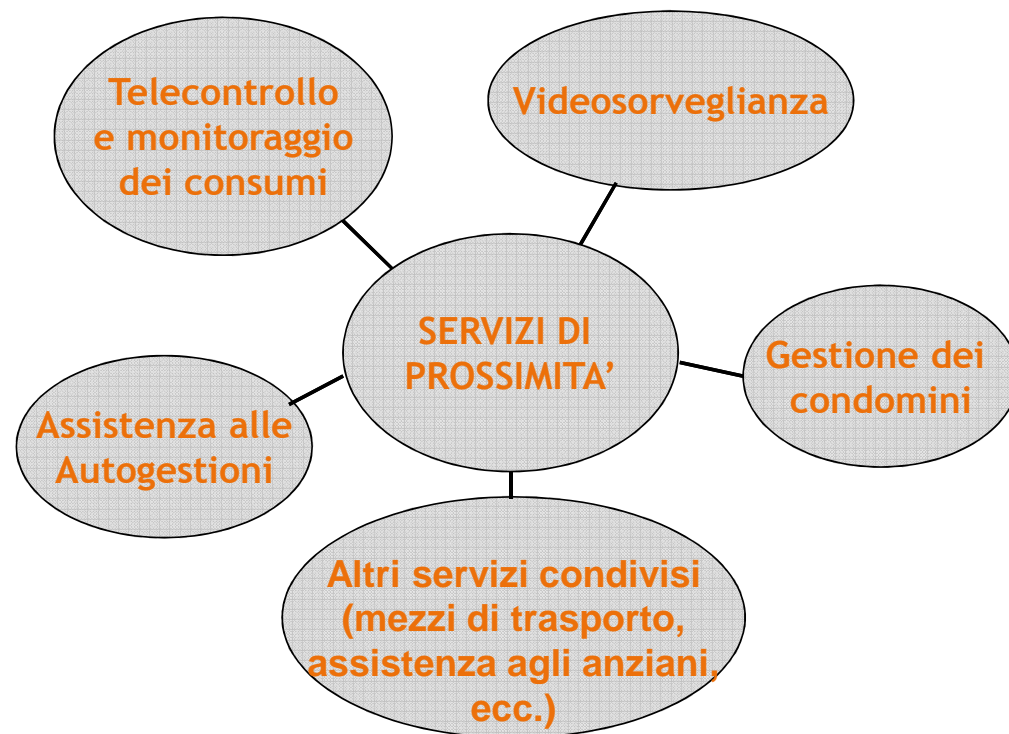 Telecontrollo
e monitoraggio
dei consumi
Videosorveglianza
SERVIZI DI
PROSSIMITA’
Gestione dei
condomini
Assistenza alle
Autogestioni
Altri servizi condivisi
(mezzi di trasporto,
assistenza agli anziani,
ecc.)